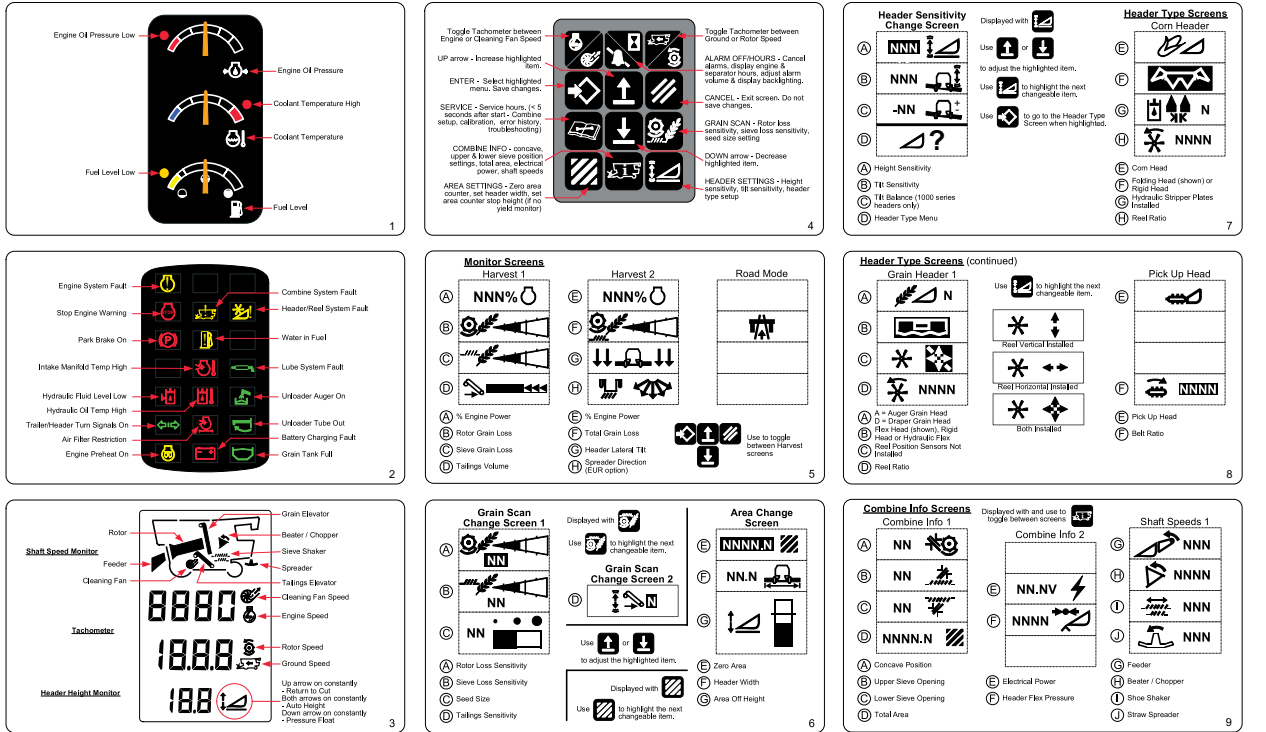 Engine Oil Pressure Low
Engine Oil Pressure
Coolant Temperature High
Coolant Temperature
Fuel Level Low
Fuel Level
1
Engine System Fault
Combine System Fault
Stop Engine Warning
STOP
Header/Reel System Fault
Park Brake On
P
Water in Fuel
Intake Manifold Temp High
Lube System Fault
Hydraulic Fluid Level Low
Unloader Auger On
Hydraulic Oil Temp High
Trailer/Header Turn Signals On
Unloader Tube Out
Air Filter Restriction
Battery Charging Fault
Engine Preheat On
Grain Tank Full
2
Grain Elevator
Rotor
Beater / Chopper
Shaft Speed Monitor
Sieve Shaker
Feeder
Spreader
Cleaning Fan
Tailings Elevator
8880
Cleaning Fan Speed
Engine Speed
Tachometer
18.8.8
Rotor Speed
Ground Speed
Header Height Monitor
18.8
Up arrow on constantly
- Return to Cut
Both arrows on constantly
- Auto Height
Down arrow on constantly
- Pressure Float
3
Toggle Tachometer between
Engine or Cleaning Fan Speed
Toggle Tachometer between
Ground or Rotor Speed
UP arrow - Increase highlighted
item.
ALARM OFF/HOURS - Cancel
alarms, display engine &
separator hours, adjust alarm
volume & display backlighting.
ENTER - Select highlighted
menu. Save changes.
CANCEL - Exit screen. Do not
save changes.
SERVICE - Service hours. (< 5
seconds after start - Combine
setup, calibration, error history,
troubleshooting)
GRAIN SCAN - Rotor loss
sensitivity, sieve loss sensitivity,
seed size setting
COMBINE INFO - concave,
upper & lower sieve position
settings, total area, electrical
power, shaft speeds
DOWN arrow - Decrease
highlighted item.
AREA SETTINGS - Zero area
counter, set header width, set
area counter stop height (if no
yield monitor)
HEADER SETTINGS - Height
sensitivity, tilt sensitivity, header
type setup
4
Monitor Screens
Harvest 1
Harvest 2
Road Mode
A NNN%
E NNN%
B
F
C
G
D
H
A % Engine Power
B Rotor Grain Loss
C Sieve Grain Loss
D Tailings Volume
E % Engine Power
F Total Grain Loss
G Header Lateral Tilt
H Spreader Direction
(EUR option)
Use to toggle
between Harvest
screens
5
Grain Scan
Change Screen 1
Displayed with
Area Change
Screen
A NN
Use to highlight the next
changeable item.
E NNNN.N
B NN
Grain Scan
Change Screen 2
F NN.N
D N
C NN
G
Use or
to adjust the highlighted item.
A Rotor Loss Sensitivity
B Sieve Loss Sensitivity
C Seed Size
D Tailings Sensitivity
Displayed with
Use to highlight the next
changeable item.
E Zero Area
F Header Width
G Area Off Height
6
Header Sensitivity
Change Screen
Displayed with
Header Type Screens
Corn Header
A NNN
Use or
to adjust the highlighted item.
E
B NNN
Use to highlight the next
changeable item.
F
C -NN + -
Use to go to the Header Type
Screen when highlighted.
G N
D ?
H NNNN
A Height Sensitivity
B Tilt Sensitivity
C Tilt Balance (1000 series
headers only)
D Header Type Menu
E Corn Head
F Folding Head (shown) or
Rigid Head
G Hydraulic Stripper Plates
Installed
H Reel Ratio
7
Header Type Screens (continued)
Grain Header 1
Use to highlight the next
changeable item.
Pick Up Head
A N
E
B
Reel Vertical Installed
C
Reel Horizontal Installed
D NNNN
F NNNN
Both Installed
A A = Auger Grain Head
D = Draper Grain Head
B Flex Head (shown), Rigid
Head or Hydraulic Flex
C Reel Position Sensors Not
Installed
D Reel Ratio
E Pick Up Head
F Belt Ratio
8
Combine Info Screens
Displayed with and use to
toggle between screens
Combine Info 1
Combine Info 2
Shaft Speeds 1
A NN
G NNN
B NN
E NN.NV
H NNNN
C NN
F NNNN
I NNN
D NNNN.N
J NNN
A Concave Position
B Upper Sieve Opening
C Lower Sieve Opening
D Total Area
E Electrical Power
F Header Flex Pressure
G Feeder
H Beater / Chopper
I Shoe Shaker
J Straw Spreader
9